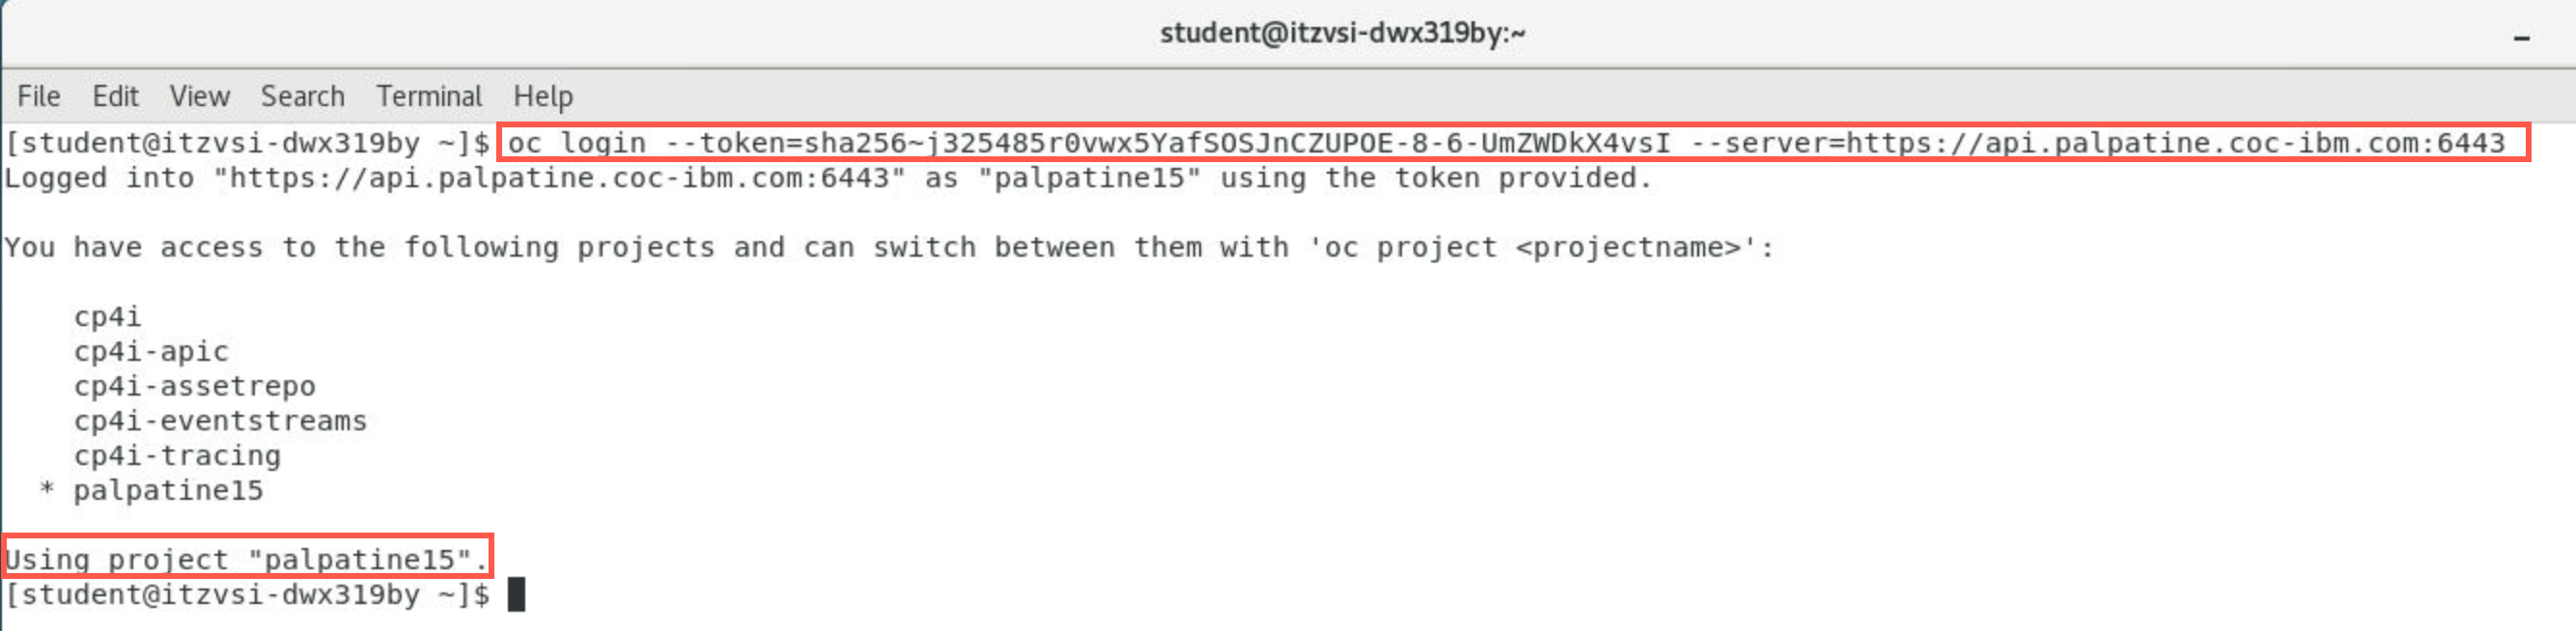 student@itzvsi-dwx319by:~
File Edit View Search Terminal Help
[student@itzvsi-dwx319by ~]$ oc login --token=sha256~j325485r0vwx5YafSOSJnCZUPOE-8-6-UmZWDkX4vsI --server=https://api.palpatine.coc-ibm.com:6443
Logged into "https://api.palpatine.coc-ibm.com:6443" as "palpatine15" using the token provided.
You have access to the following projects and can switch between them with 'oc project <projectname>':
cp4i
cp4i-apic
cp4i-assetrepo
cp4i-eventstreams
cp4i-tracing
* palpatine15
Using project "palpatine15".
[student@itzvsi-dwx319by ~]$